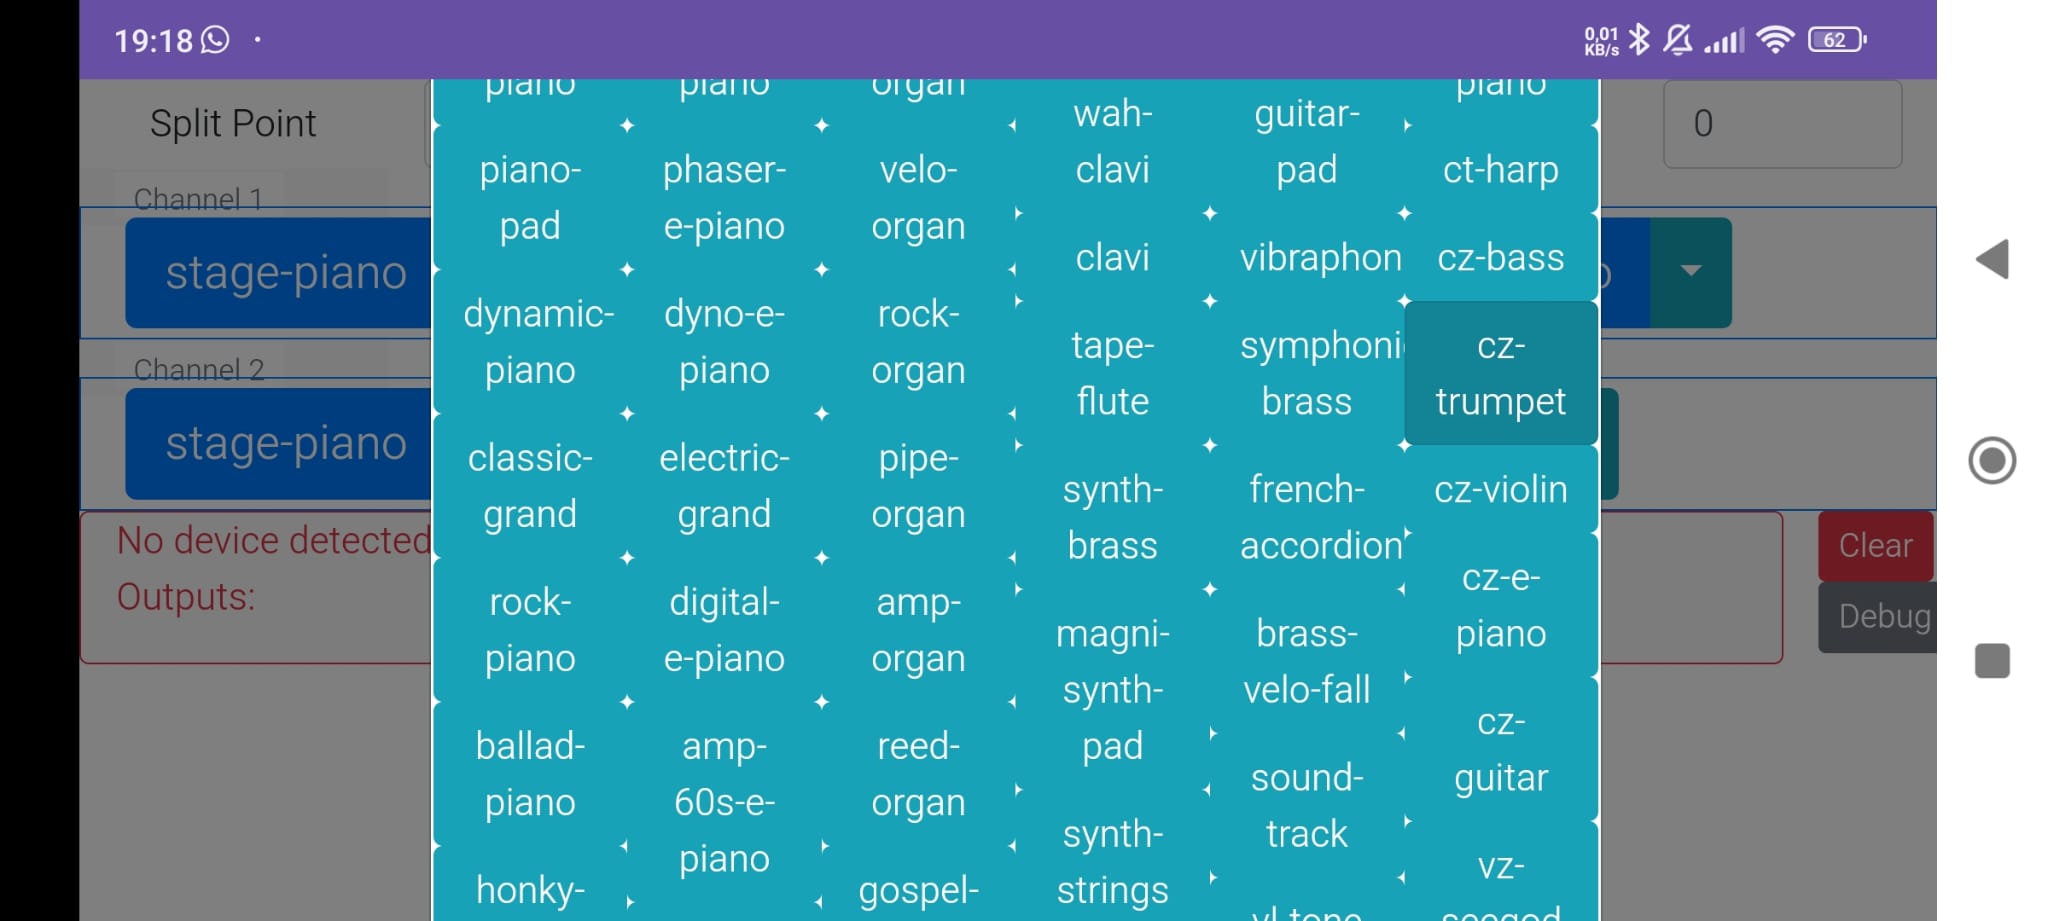 19:18
0,01
KB/s
62
Split Point
0
Channel 1
stage-piano
Channel 2
stage-piano
No device detected
Outputs:
Clear
Debug
piano
piano-
pad
dynamic-
piano
classic-
grand
rock-
piano
ballad-
piano
honky-
piano
phaser-
e-piano
dyno-e-
piano
electric-
grand
digital-
e-piano
amp-
60s-e-
piano
organ
velo-
organ
rock-
organ
pipe-
organ
amp-
organ
reed-
organ
gospel-
wah-
clavi
clavi
tape-
flute
synth-
brass
magni-
synth-
pad
synth-
strings
guitar-
pad
vibraphon
symphoni
brass
french-
accordion
brass-
velo-fall
sound-
track
vl-tone
piano
ct-harp
cz-bass
cz-
trumpet
cz-violin
cz-e-
piano
cz-
guitar
vz-